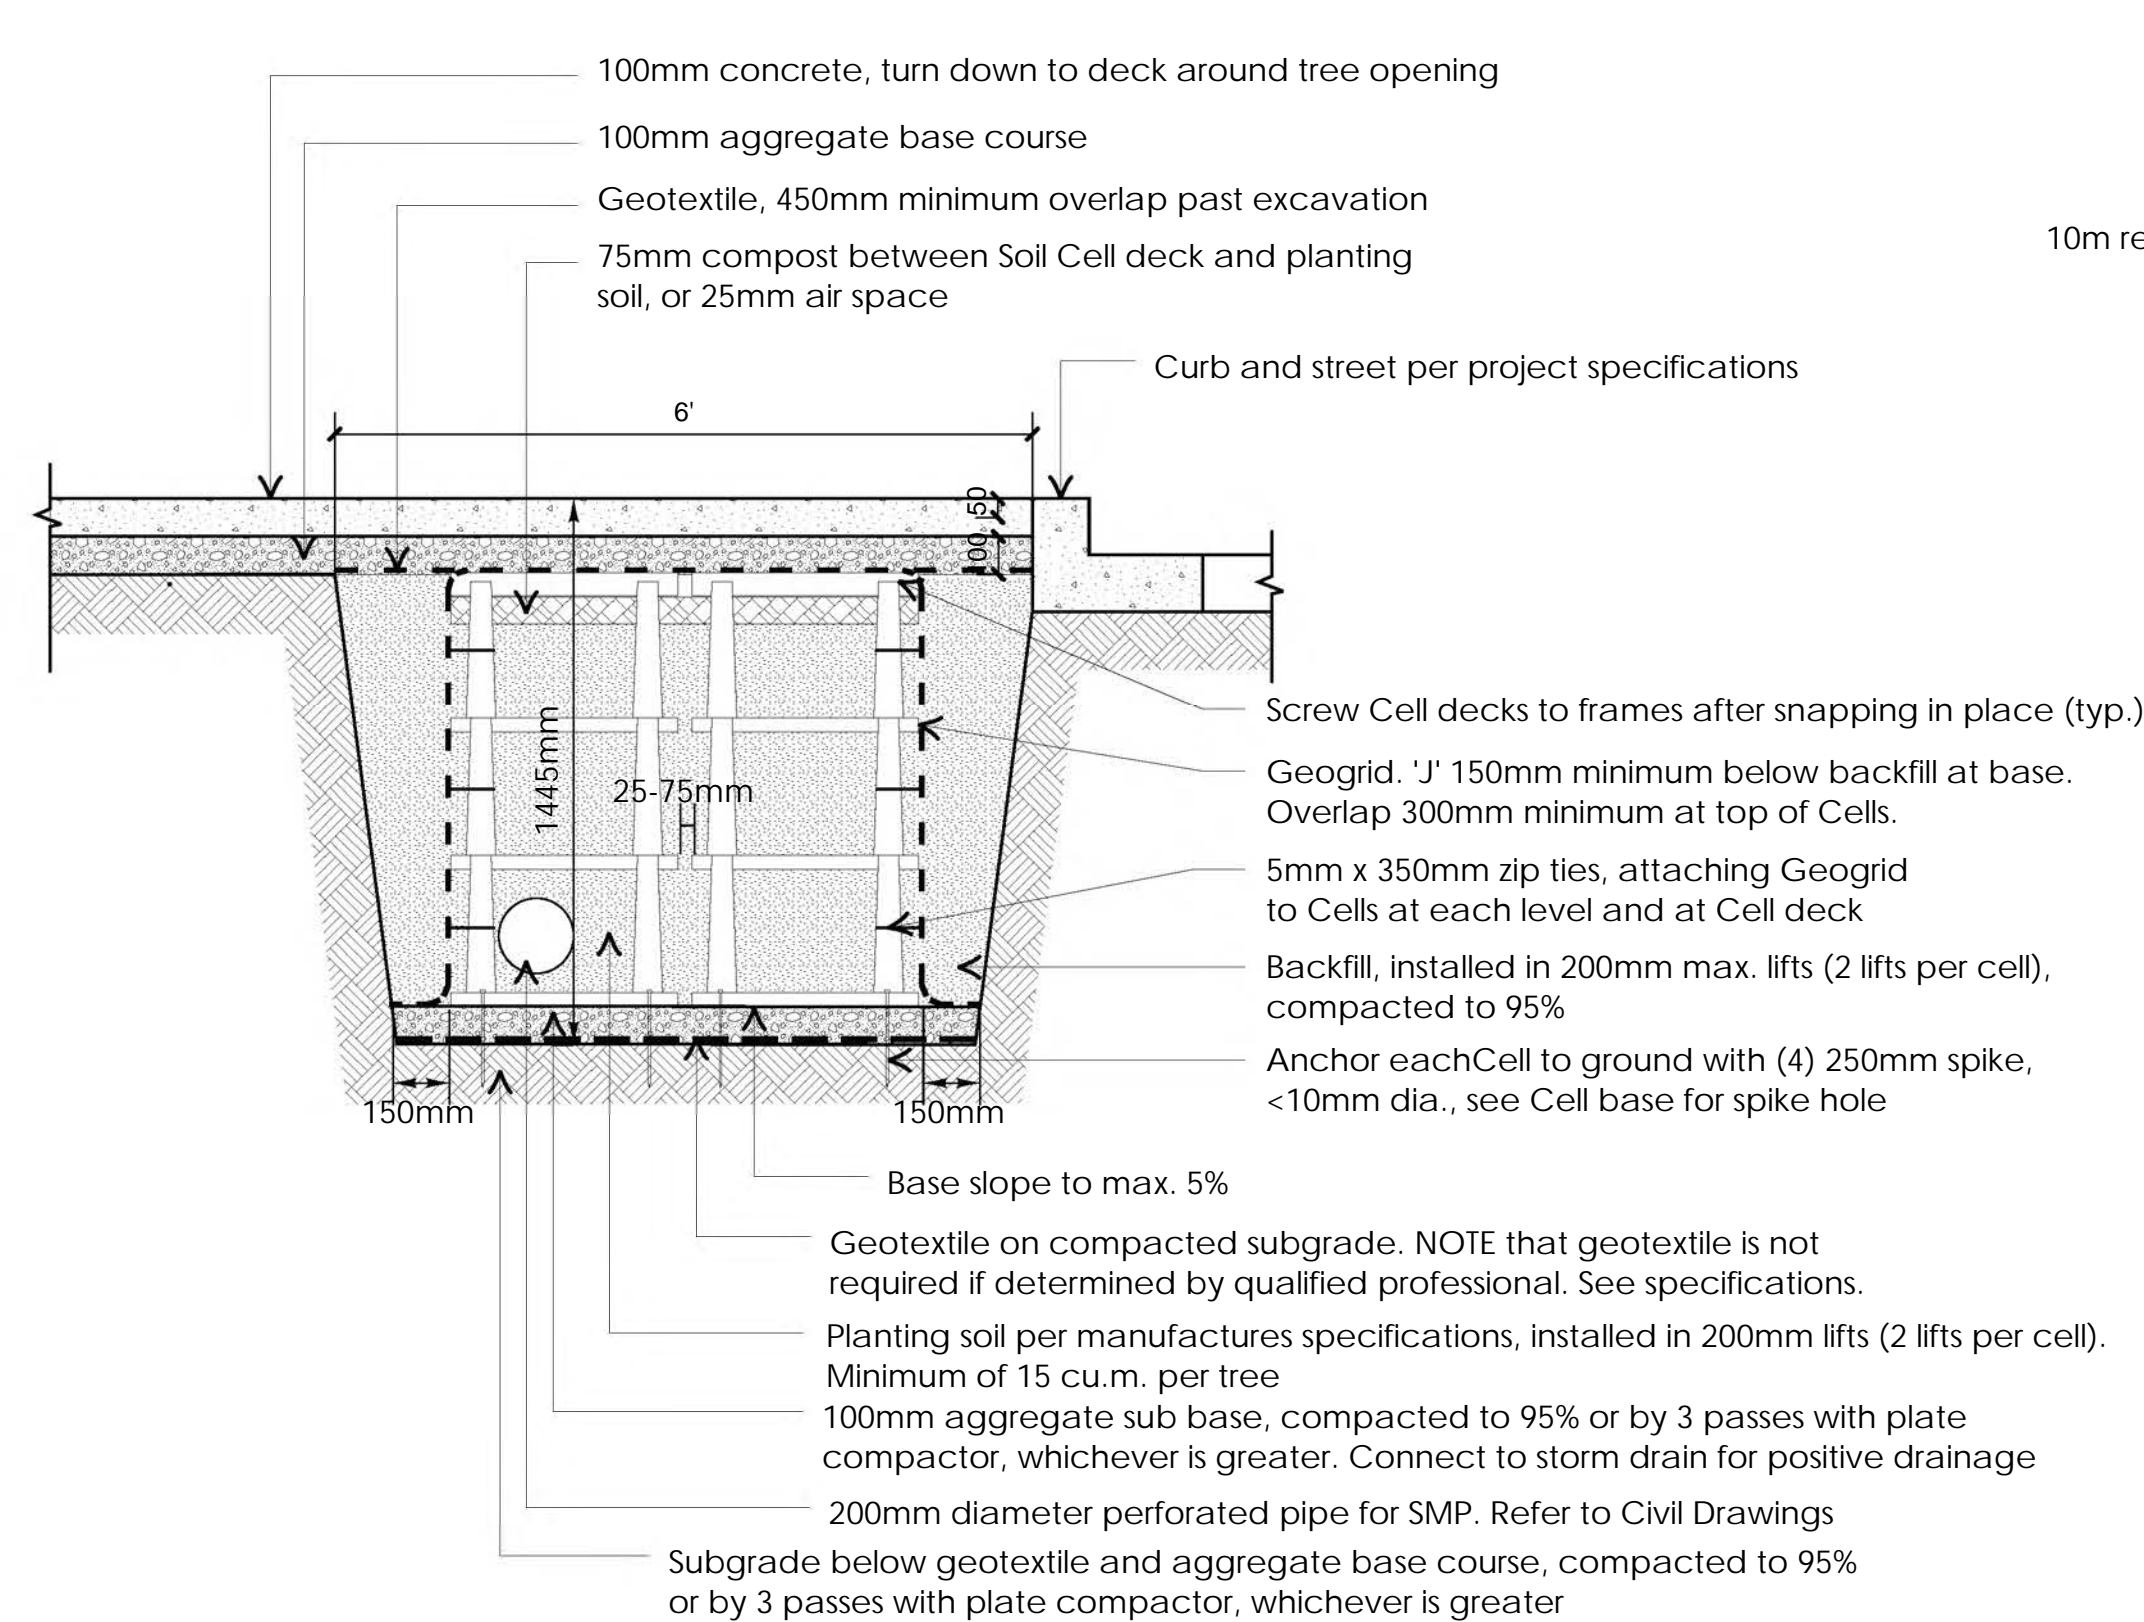 100mm concrete, turn down to deck around tree opening
100mm aggregate base course
Geotextile, 450mm minimum overlap past excavation
10m re
75mm compost between Soil Cell deck and planting
soil, or 25mm air space
Curb and street per project specifications
6'
50
100
Screw Cell decks to frames after snapping in place (typ.)
1445mm
25-75mm
Geogrid. 'J' 150mm minimum below backfill at base.
Overlap 300mm minimum at top of Cells.
5mm x 350mm zip ties, attaching Geogrid
to Cells at each level and at Cell deck
Backfill, installed in 200mm max. lifts (2 lifts per cell),
compacted to 95%
Anchor eachCell to ground with (4) 250mm spike,
<10mm dia., see Cell base for spike hole
150mm
150mm
Base slope to max. 5%
Geotextile on compacted subgrade. NOTE that geotextile is not
required if determined by qualified professional. See specifications.
Planting soil per manufactures specifications, installed in 200mm lifts (2 lifts per cell).
Minimum of 15 cu.m. per tree
100mm aggregate sub base, compacted to 95% or by 3 passes with plate
compactor, whichever is greater. Connect to storm drain for positive drainage
200mm diameter perforated pipe for SMP. Refer to Civil Drawings
Subgrade below geotextile and aggregate base course, compacted to 95%
or by 3 passes with plate compactor, whichever is greater